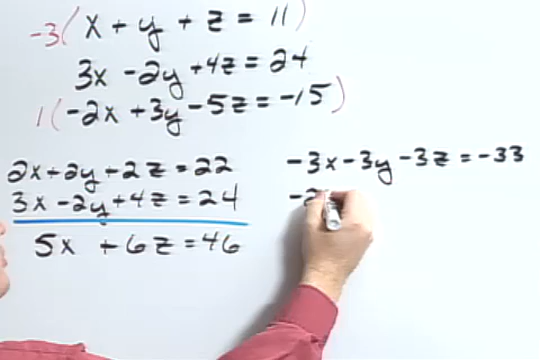 -3( x + y + z = 11 )
3x - 2y + 4z = 24
1( -2x + 3y - 5z = -15 )
2x + 2y + 2z = 22
3x - 2y + 4z = 24
5x + 6z = 46
-3x - 3y - 3z = -33
-2